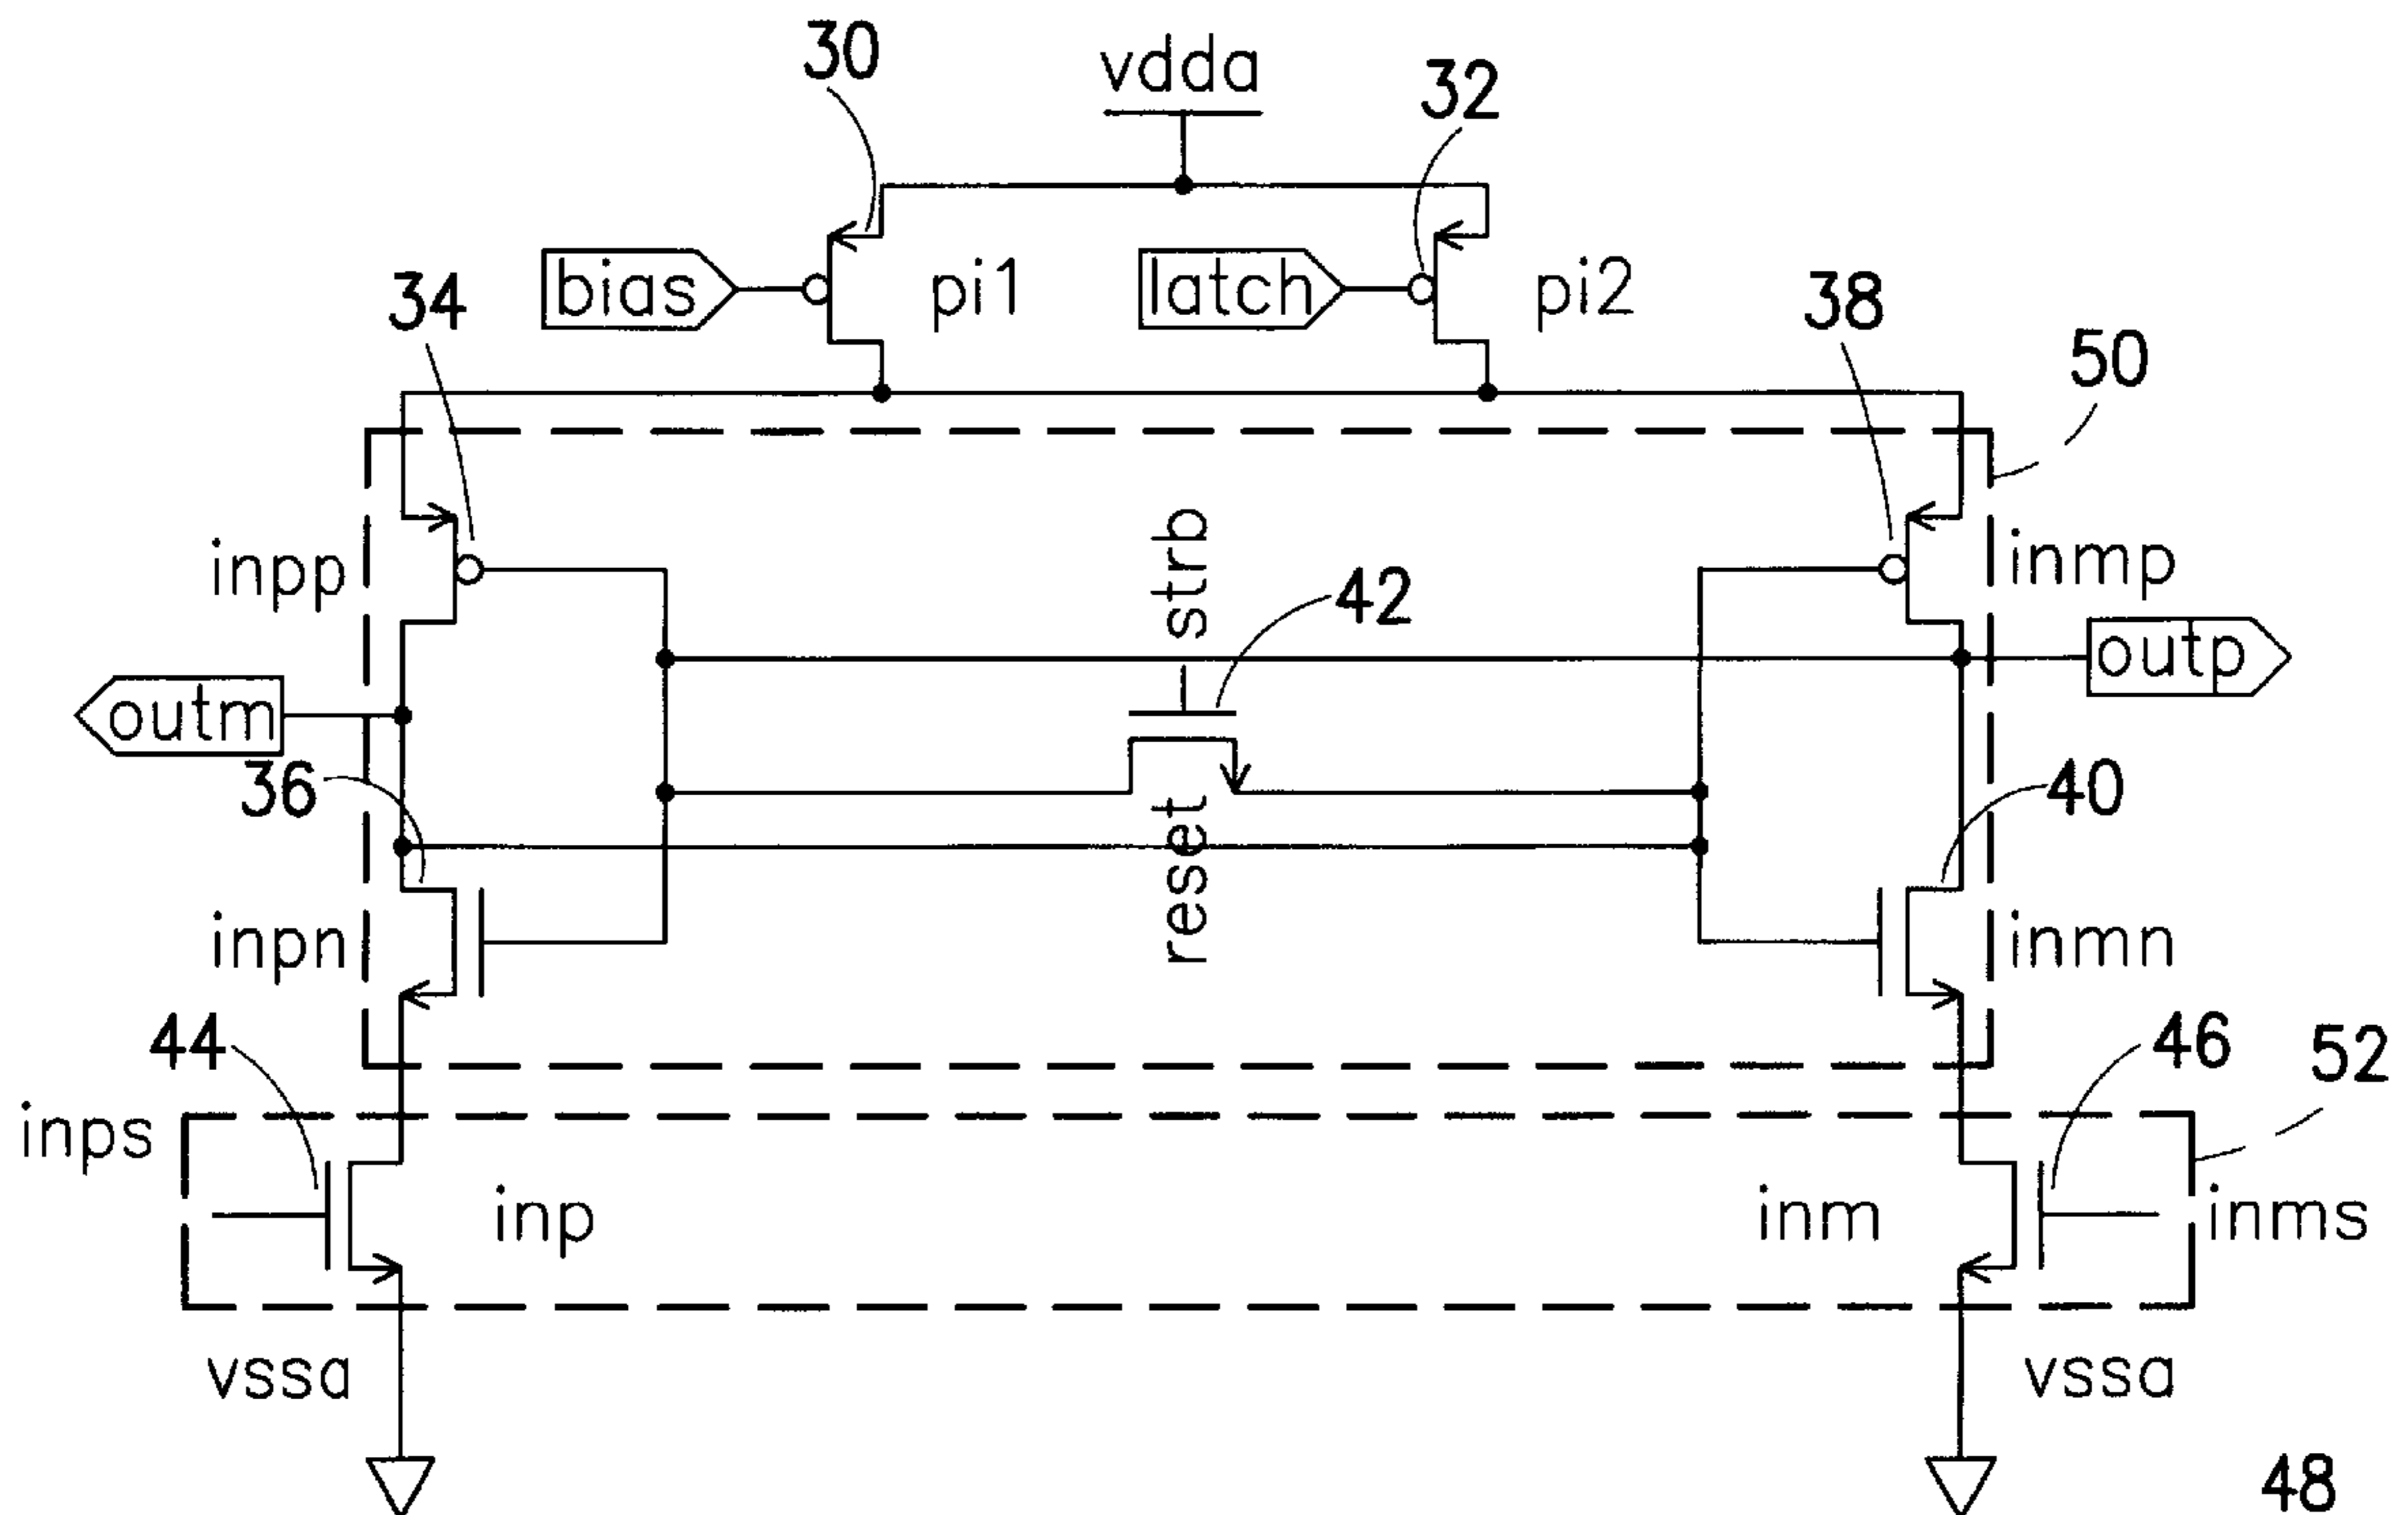 30
vdda
32
bias
pi1
latch
pi2
34
38
50
inpp
strb
42
inmp
outp
outm
36
reset
40
inpn
inmn
44
46
52
inps
inp
inm
inms
vssa
vssa
48